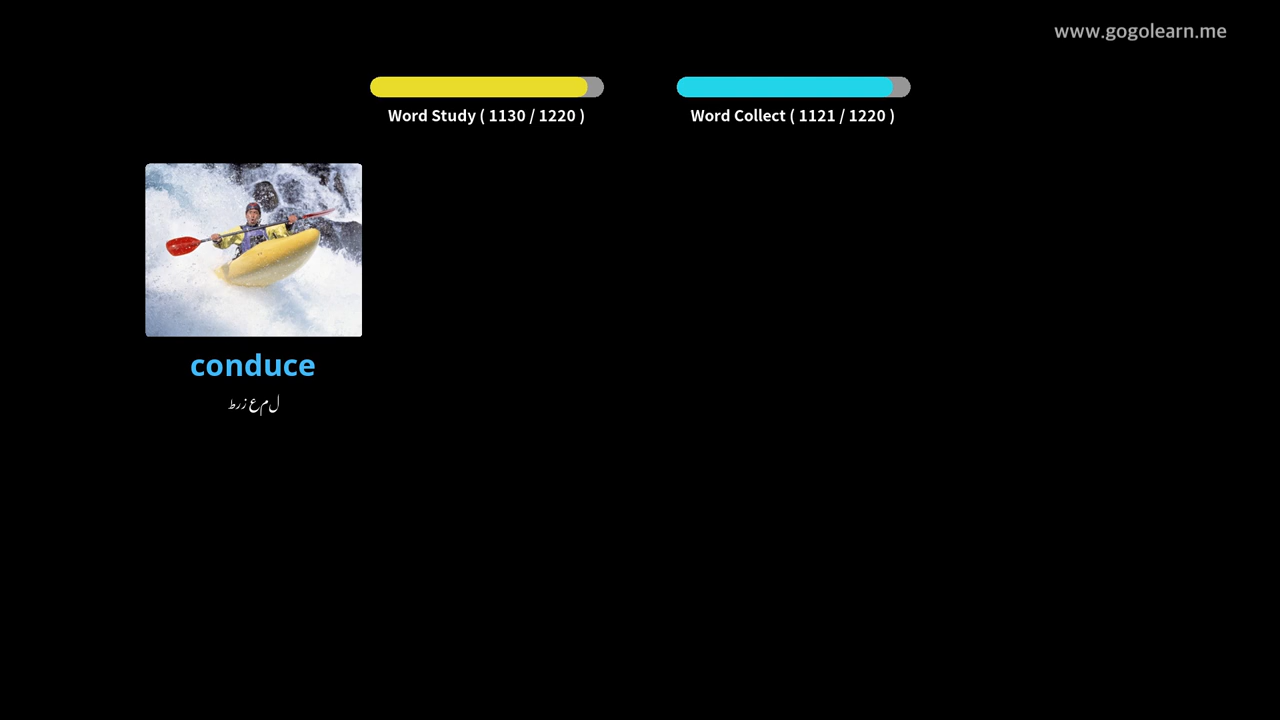 www.gogolearn.me
Word Study ( 1130 / 1220 )
Word Collect ( 1121 / 1220 )
conduce
طرز عمل